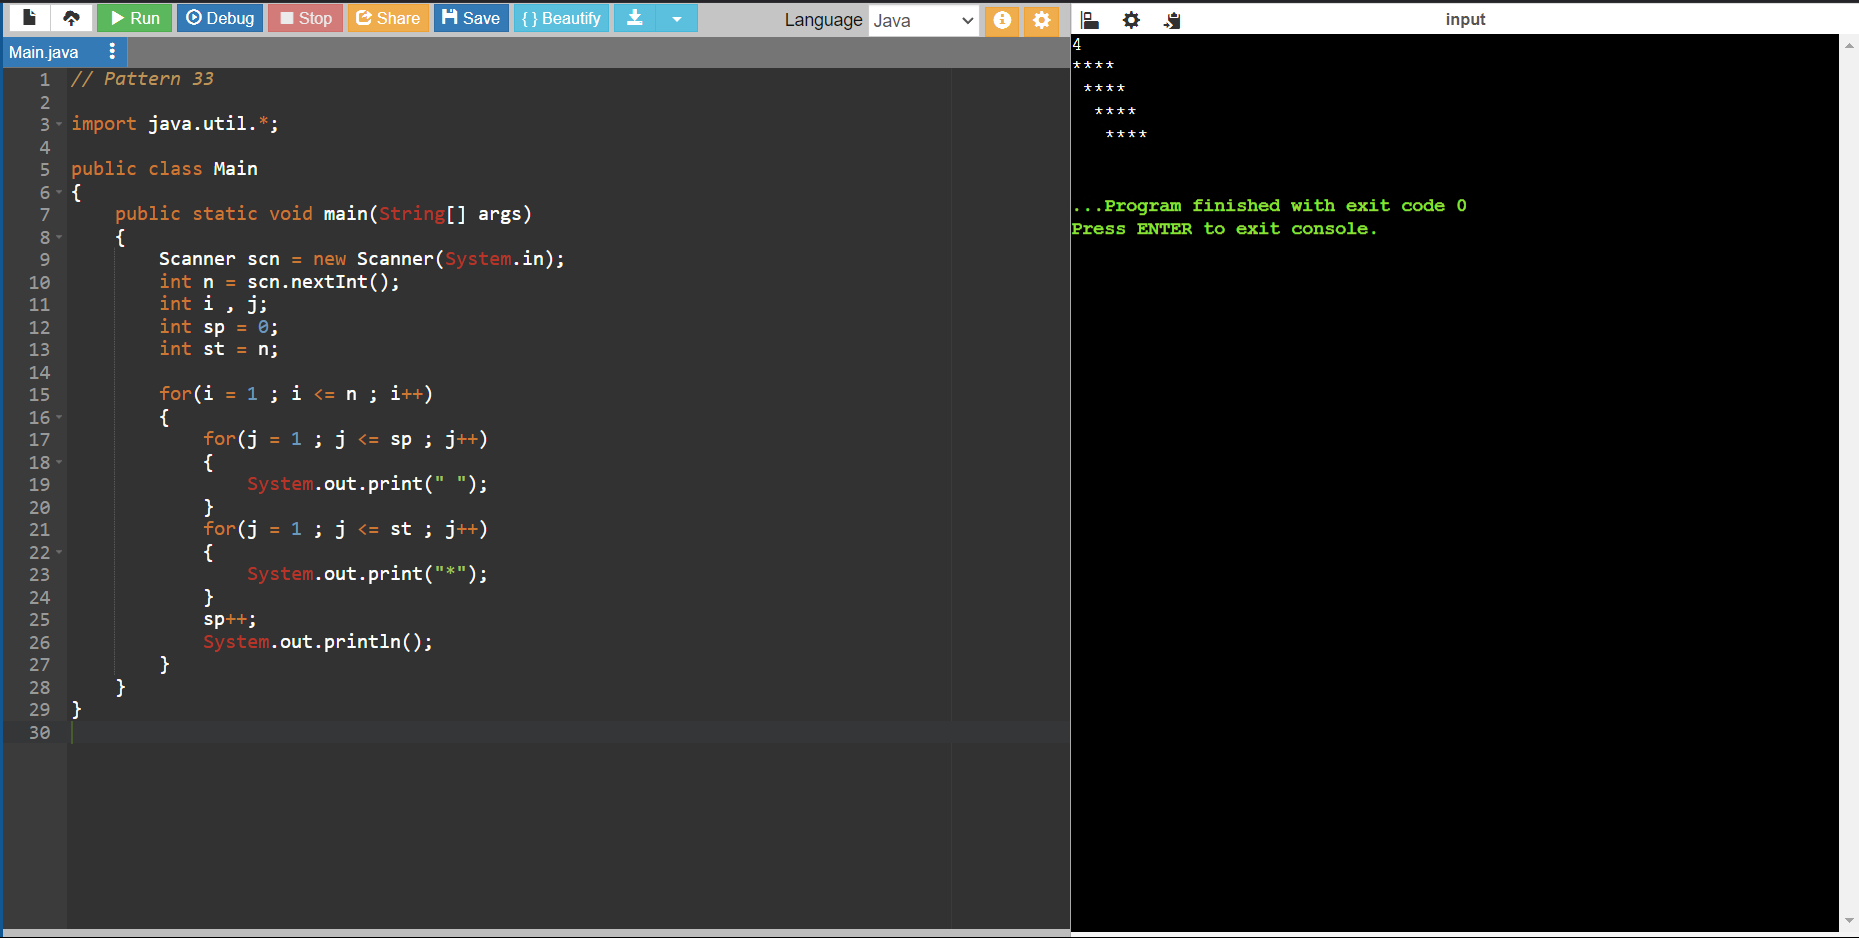 Run Debug Stop Share Save { } Beautify
Language Java
input
Main.java
1 // Pattern 33
2
3 import java.util.*;
4
5 public class Main
6 {
7     public static void main(String[] args)
8     {
9         Scanner scn = new Scanner(System.in);
10         int n = scn.nextInt();
11         int i , j;
12         int sp = 0;
13         int st = n;
14
15         for(i = 1 ; i <= n ; i++)
16         {
17             for(j = 1 ; j <= sp ; j++)
18             {
19                 System.out.print(" ");
20             }
21             for(j = 1 ; j <= st ; j++)
22             {
23                 System.out.print("*");
24             }
25             sp++;
26             System.out.println();
27         }
28     }
29 }
30
4
****
 ****
  ****
   ****
...Program finished with exit code 0
Press ENTER to exit console.